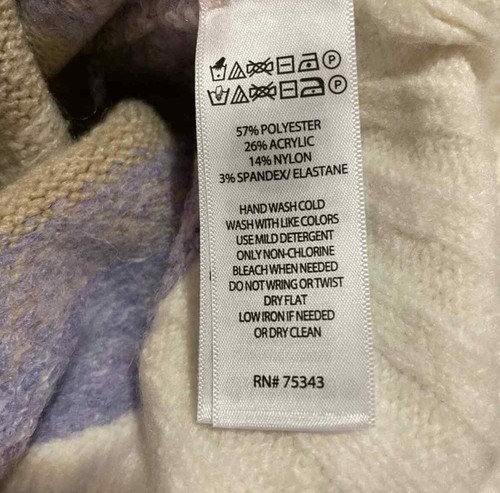 57% POLYESTER
26% ACRYLIC
14% NYLON
3% SPANDEX/ ELASTANE
HAND WASH COLD
WASH WITH LIKE COLORS
USE MILD DETERGENT
ONLY NON-CHLORINE
BLEACH WHEN NEEDED
DO NOT WRING OR TWIST
DRY FLAT
LOW IRON IF NEEDED
OR DRY CLEAN
RN# 75343